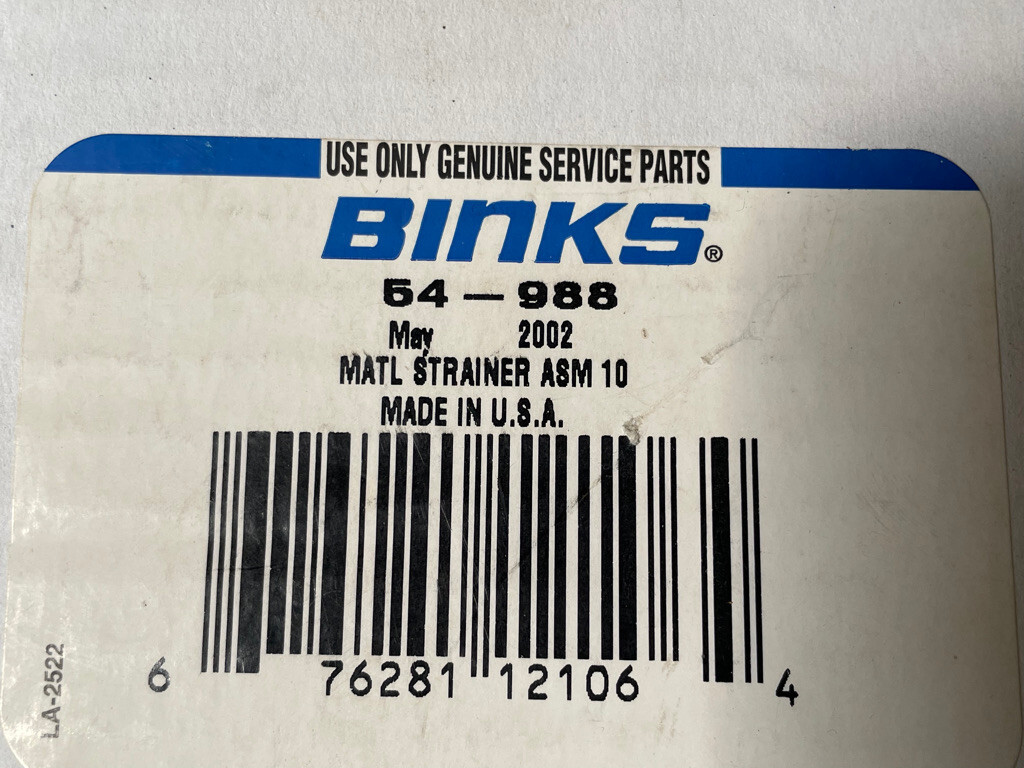 USE ONLY GENUINE SERVICE PARTS
BINKS®
54-988
May 2002
MATL STRAINER ASM 10
MADE IN U.S.A.
6 76281 12106 4
LA-2522